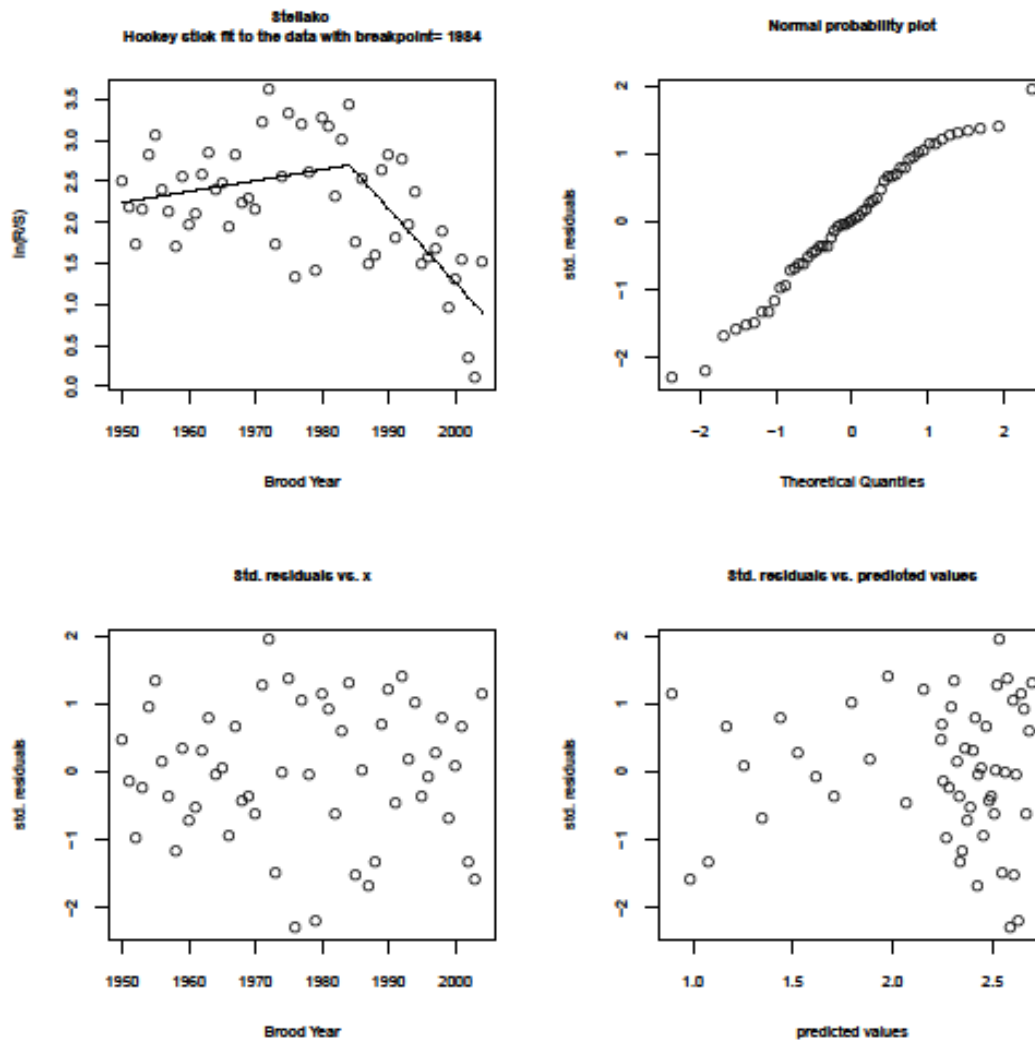 Stellako
Hookey stick fit to the data with breakpoint= 1984
ln(R/S)
3.5
3.0
2.5
2.0
1.5
1.0
0.5
0.0
1950 1960 1970 1980 1990 2000
Brood Year
Normal probability plot
std. residuals
2
1
0
−1
−2
−2 −1 0 1 2
Theoretical Quantiles
Std. residuals vs. x
std. residuals
2
1
0
−1
−2
1950 1960 1970 1980 1990 2000
Brood Year
Std. residuals vs. predicted values
std. residuals
2
1
0
−1
−2
1.0 1.5 2.0 2.5
predicted values